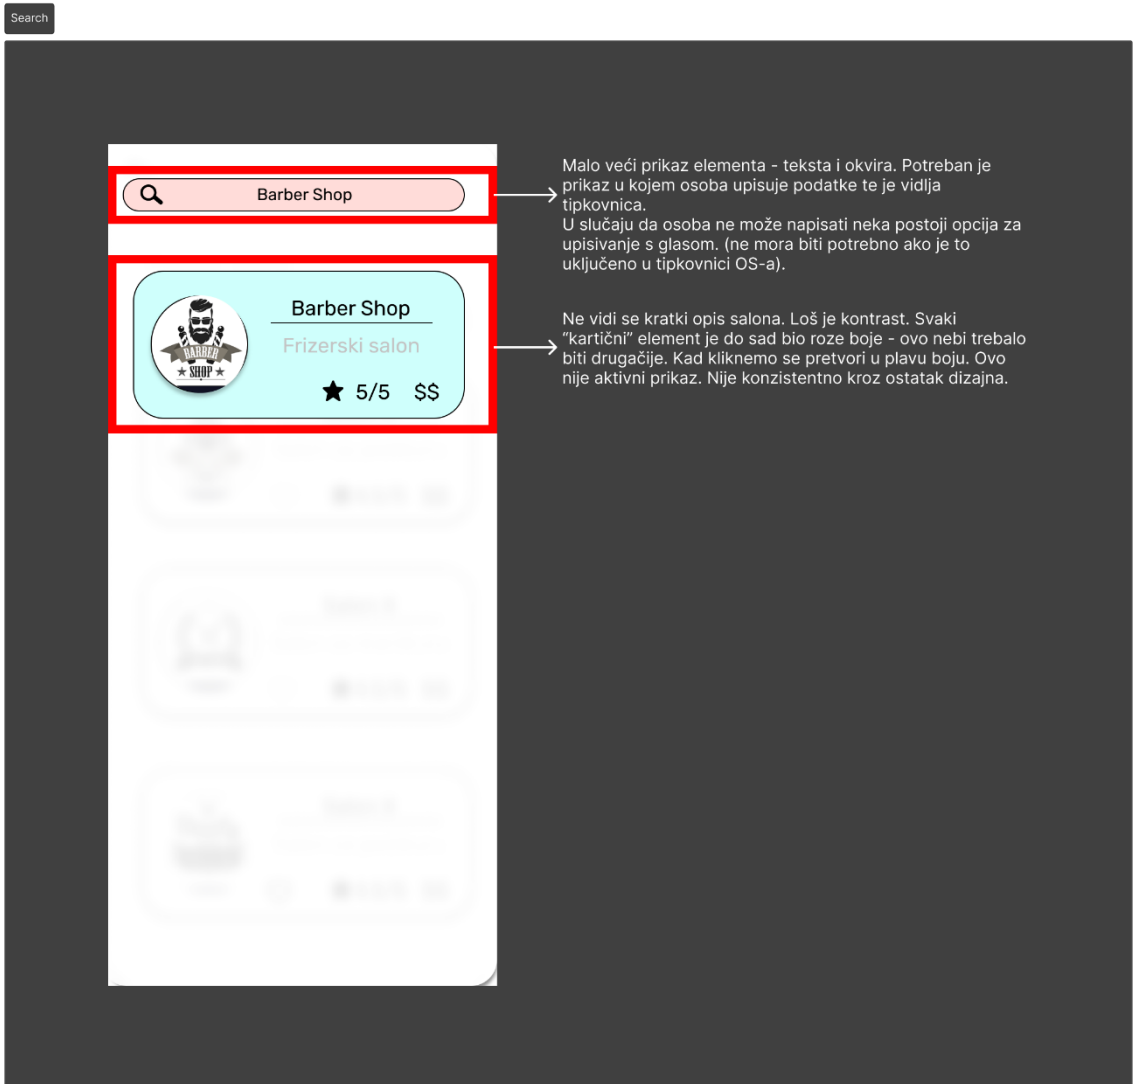 Search
Barber Shop
Malo veći prikaz elementa - teksta i okvira. Potreban je
prikaz u kojem osoba upisuje podatke te je vidlja
tipkovnica.
U slučaju da osoba ne može napisati neka postoji opcija za
upisivanje s glasom. (ne mora biti potrebno ako je to
uključeno u tipkovnici OS-a).
Barber Shop
Frizerski salon
5/5 $$
BARBER
SHOP
Ne vidi se kratki opis salona. Loš je kontrast. Svaki
“kartični” element je do sad bio roze boje - ovo nebi trebalo
biti drugačije. Kad kliknemo se pretvori u plavu boju. Ovo
nije aktivni prikaz. Nije konzistentno kroz ostatak dizajna.